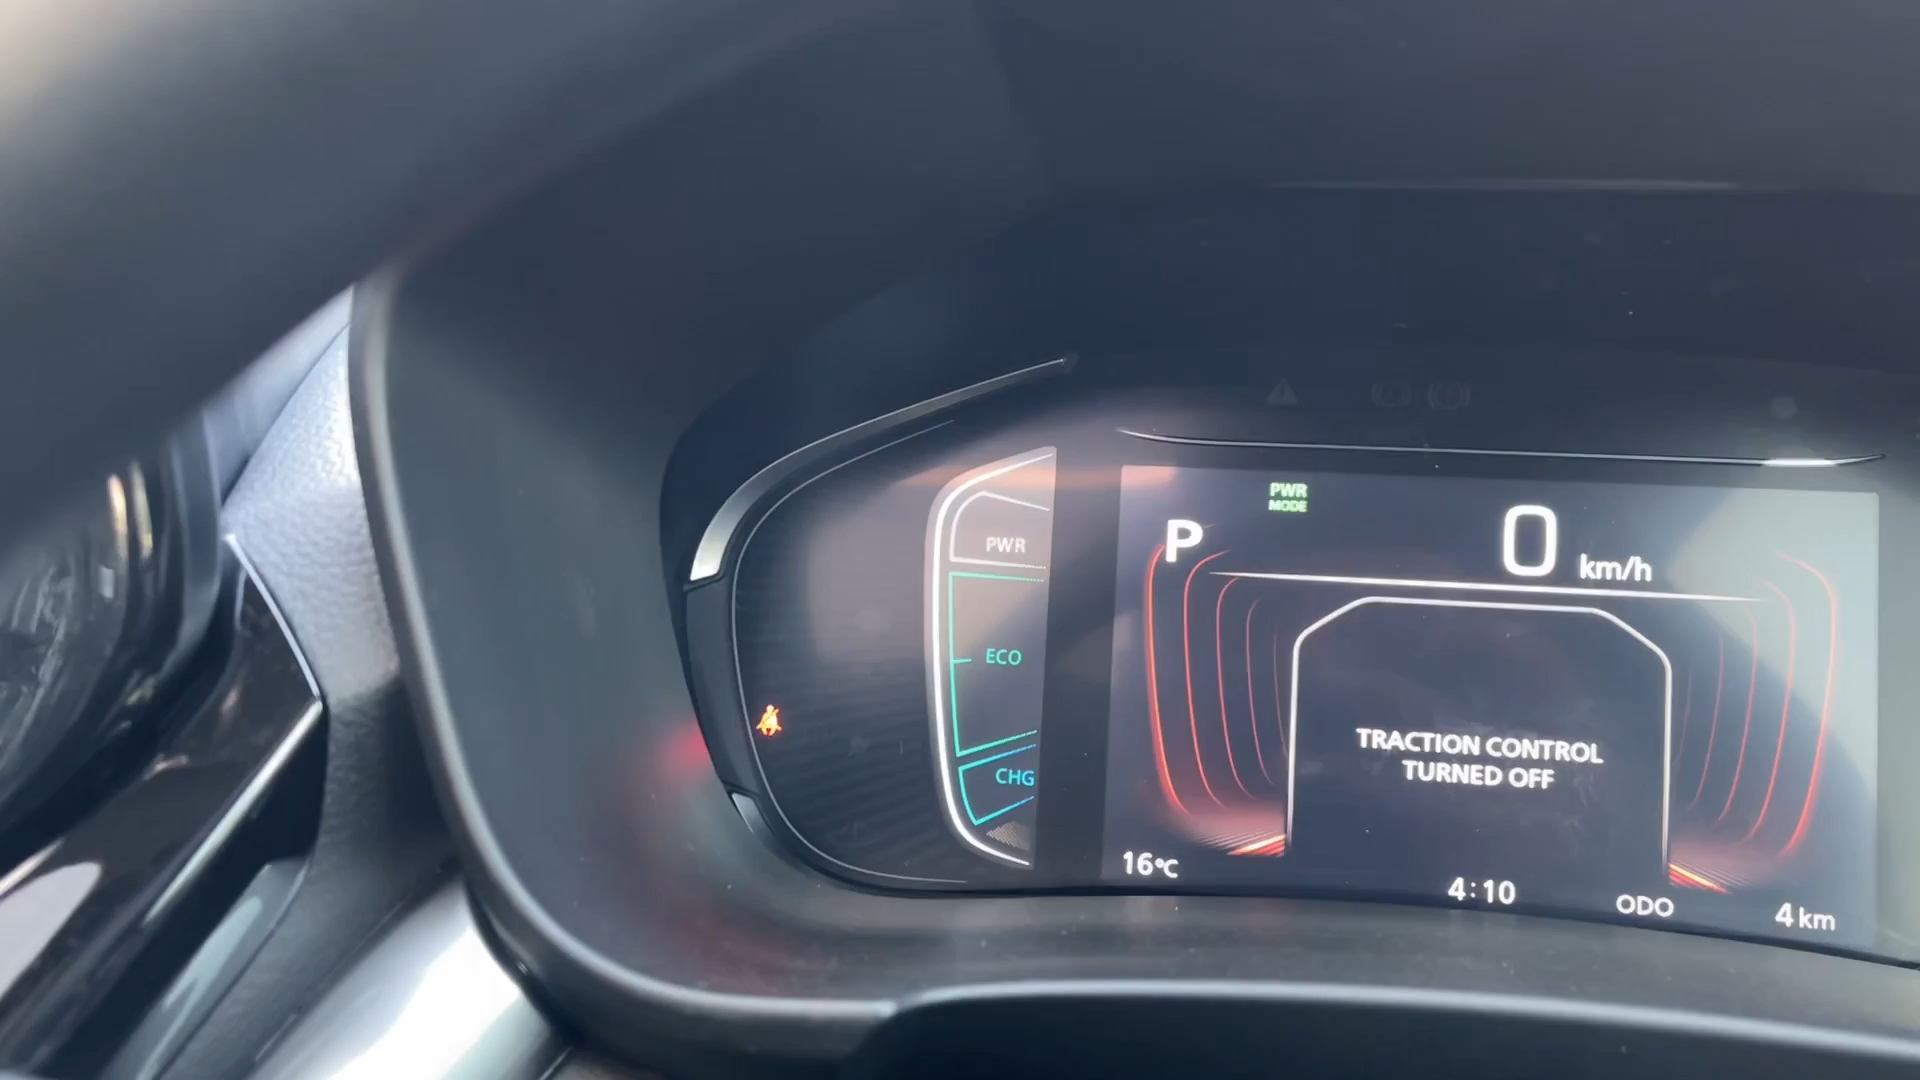 PWR
ECO
CHG
PWR
MODE
P
0 km/h
TRACTION CONTROL
TURNED OFF
16°C
4:10
ODO
4 km